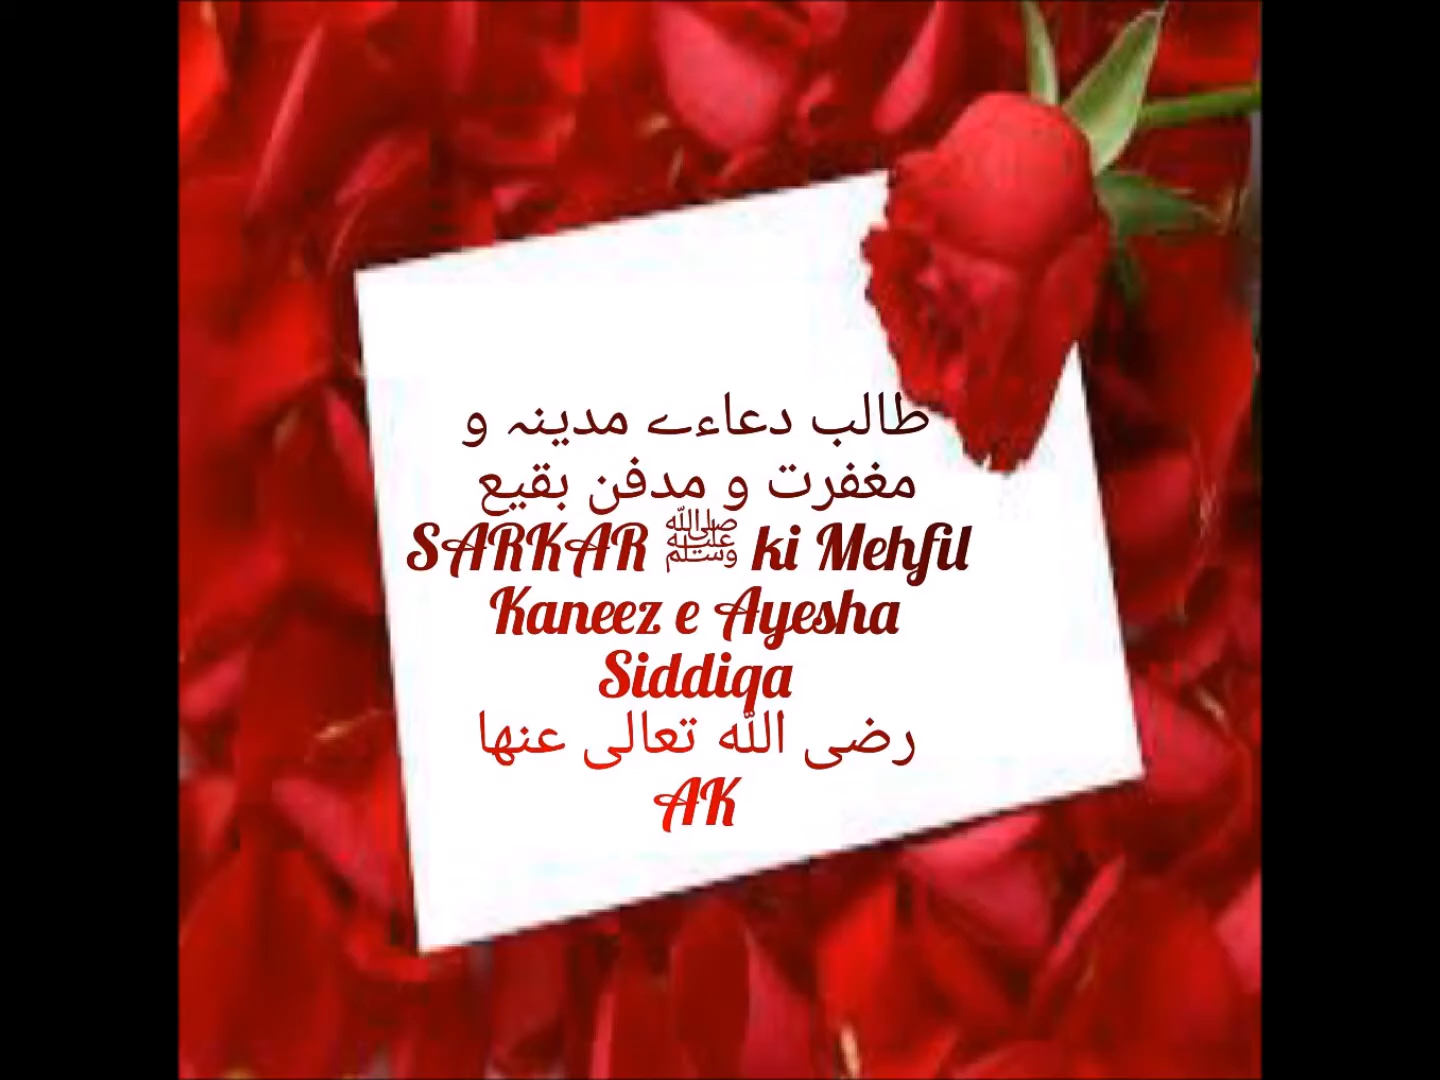 طالب دعاءے مدینہ و
مغفرت و مدفن بقیع
SARKAR ﷺ ki Mehfil
Kaneez e Ayesha
Siddiqa
رضی اللہ تعالی عنھا
AK